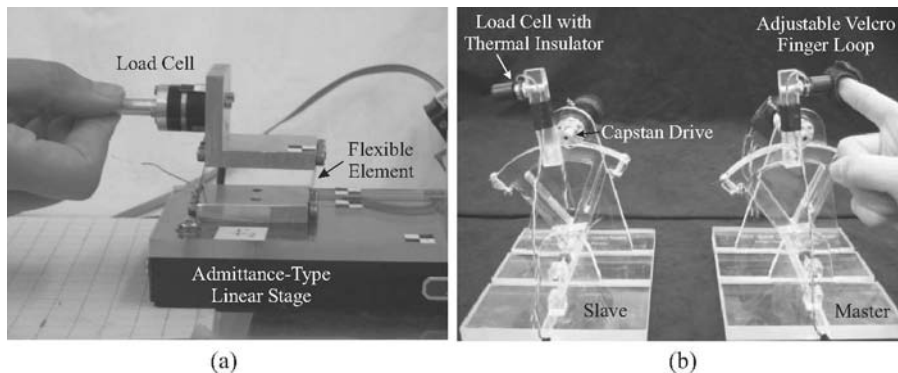 Load Cell
Flexible
Element
Admittance-Type
Linear Stage
(a)
Load Cell with
Thermal Insulator
Adjustable Velcro
Finger Loop
Capstan Drive
Slave
Master
(b)